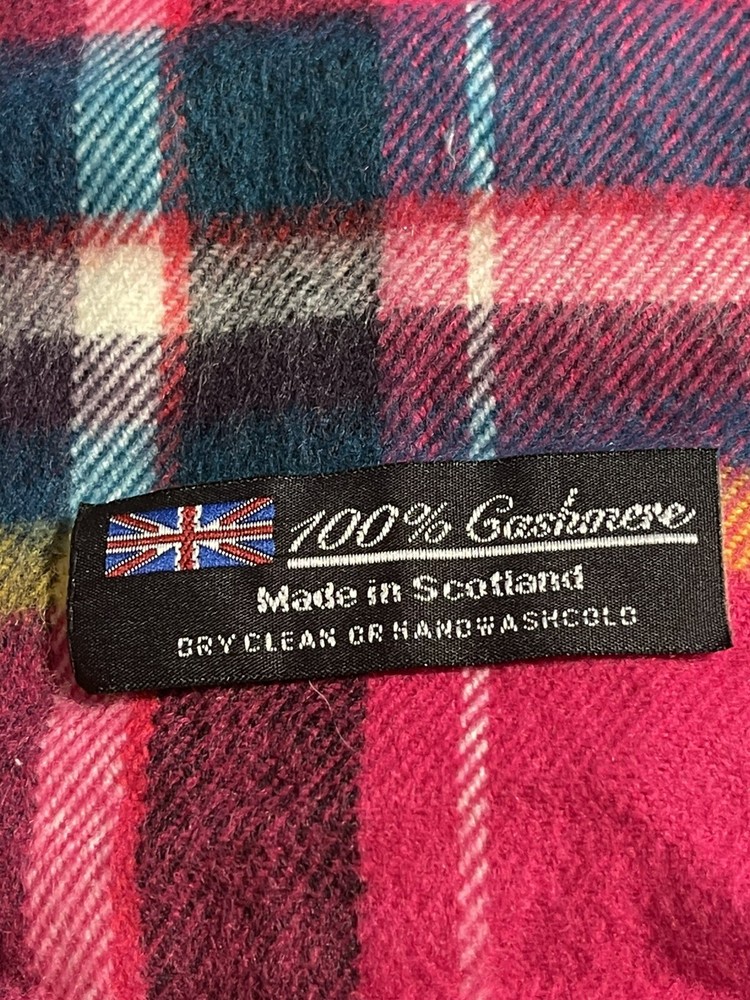 100% Cashmere
Made in Scotland
DRY CLEAN OR HANDWASHCOLD